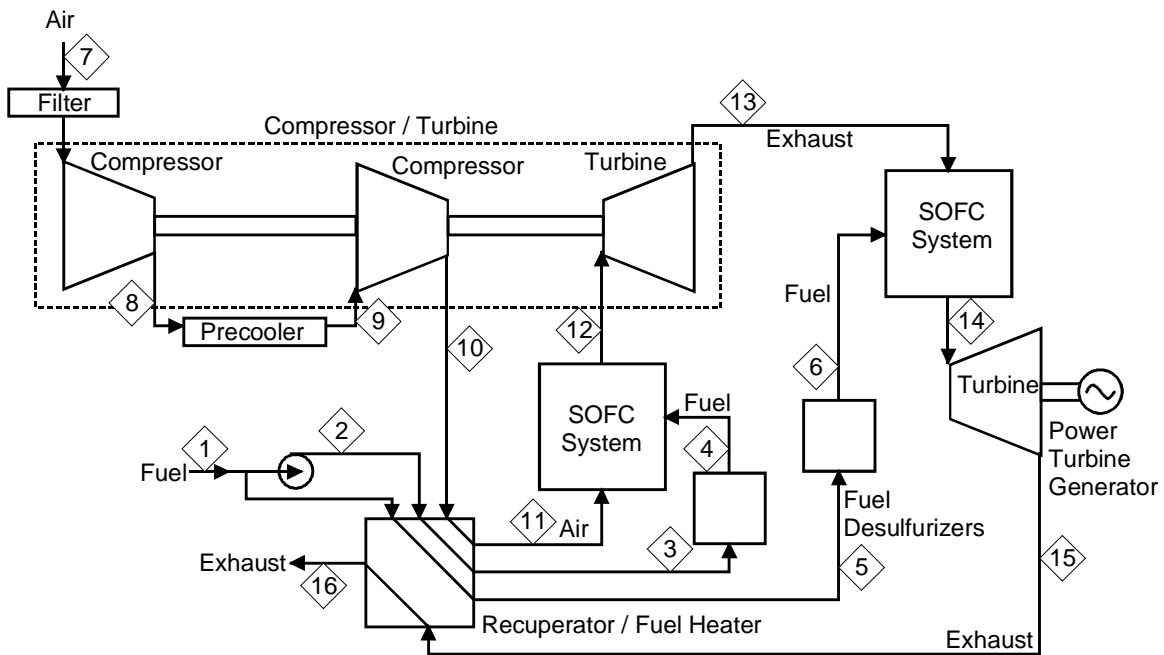 Air
7
Filter
13
Compressor / Turbine
Exhaust
Compressor
Compressor
Turbine
SOFC
System
Fuel
8
9
Precooler
10
12
14
6
Turbine
SOFC
System
Fuel
2
4
1
Fuel
Power
Turbine
Generator
Fuel
Desulfurizers
11
Air
3
5
15
Exhaust
16
Recuperator / Fuel Heater
Exhaust